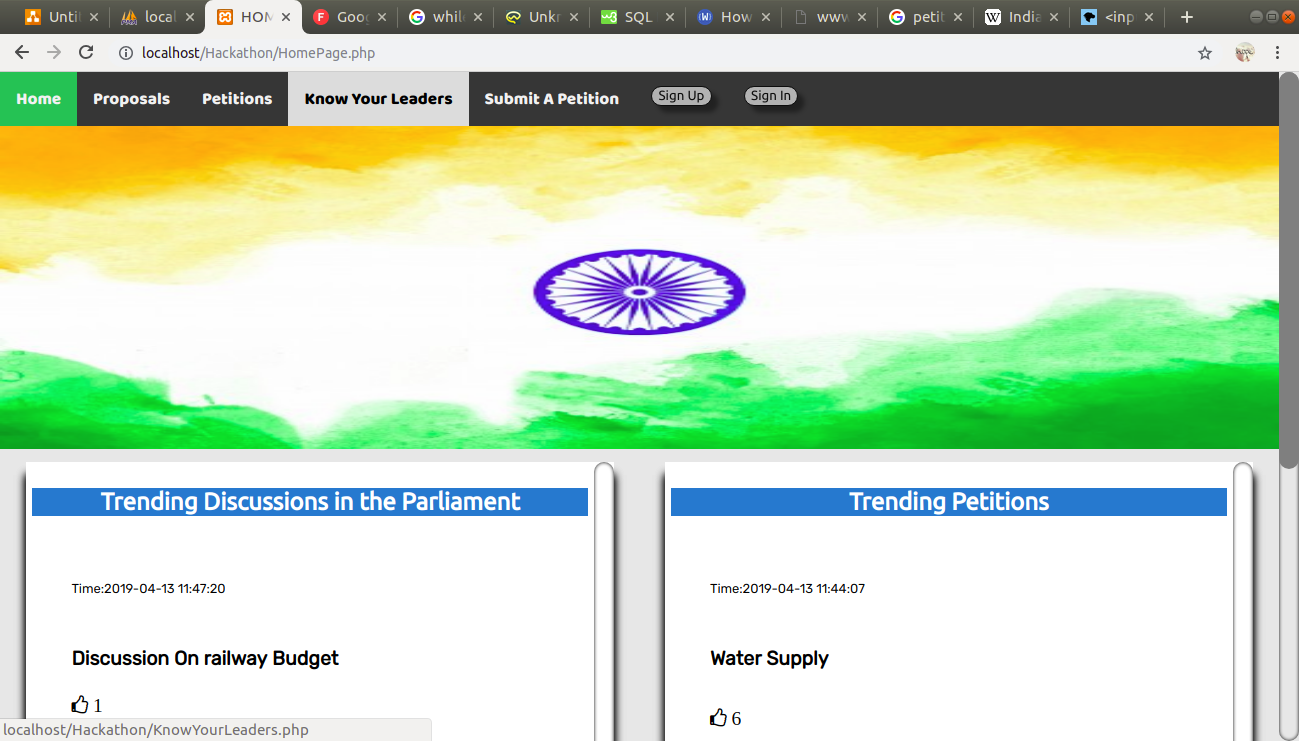 Unti local HOM Goog while Unkn SQL How www petit India <inp
localhost/Hackathon/HomePage.php
Home Proposals Petitions Know Your Leaders Submit A Petition Sign Up Sign In
Trending Discussions in the Parliament
Time:2019-04-13 11:47:20
Discussion On railway Budget
1
Trending Petitions
Time:2019-04-13 11:44:07
Water Supply
6
localhost/Hackathon/KnowYourLeaders.php